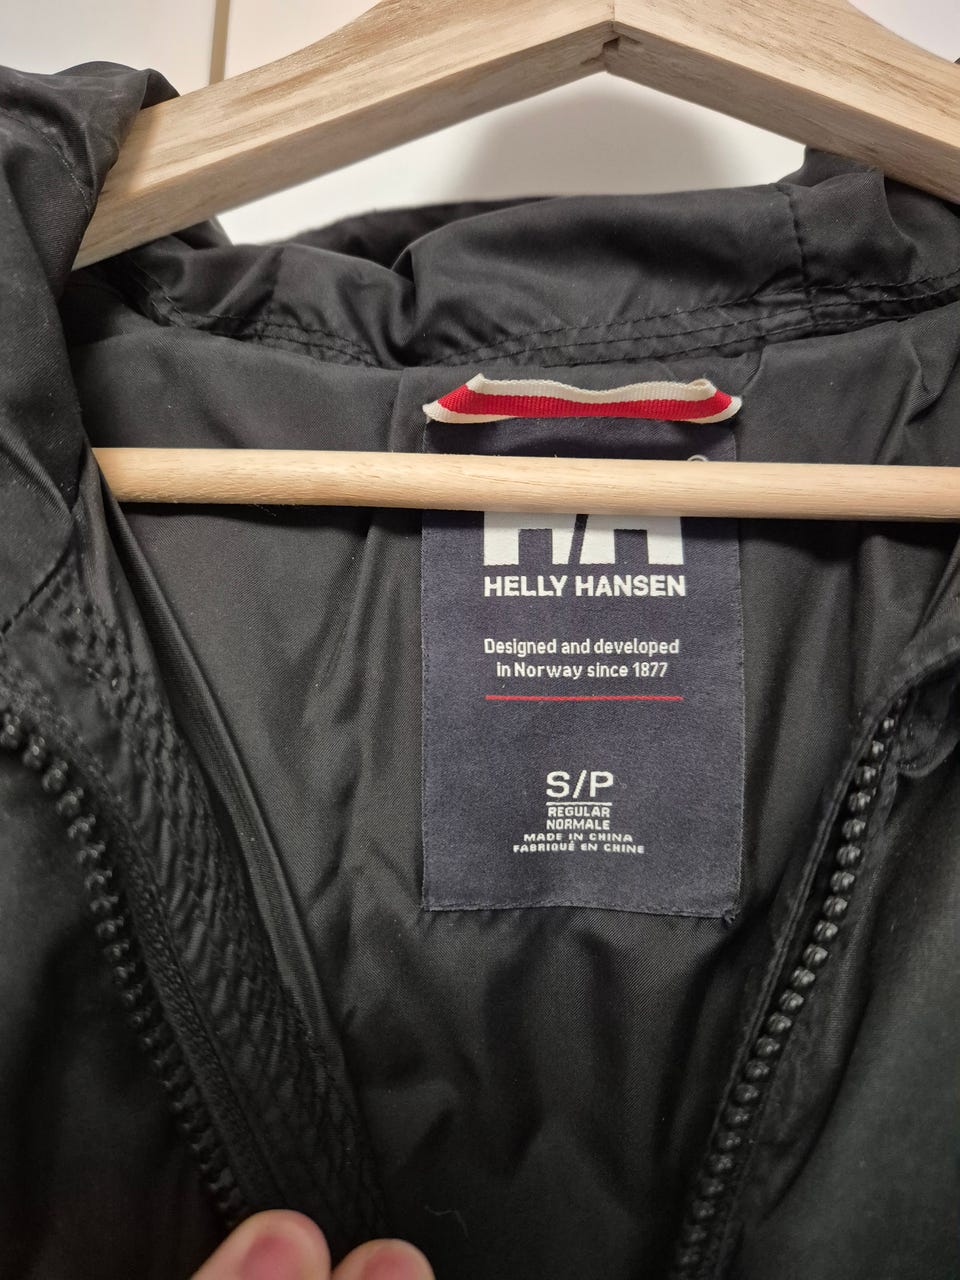 HH
HELLY HANSEN
Designed and developed
in Norway since 1877
S/P
REGULAR
NORMALE
MADE IN CHINA
FABRIQUÉ EN CHINE